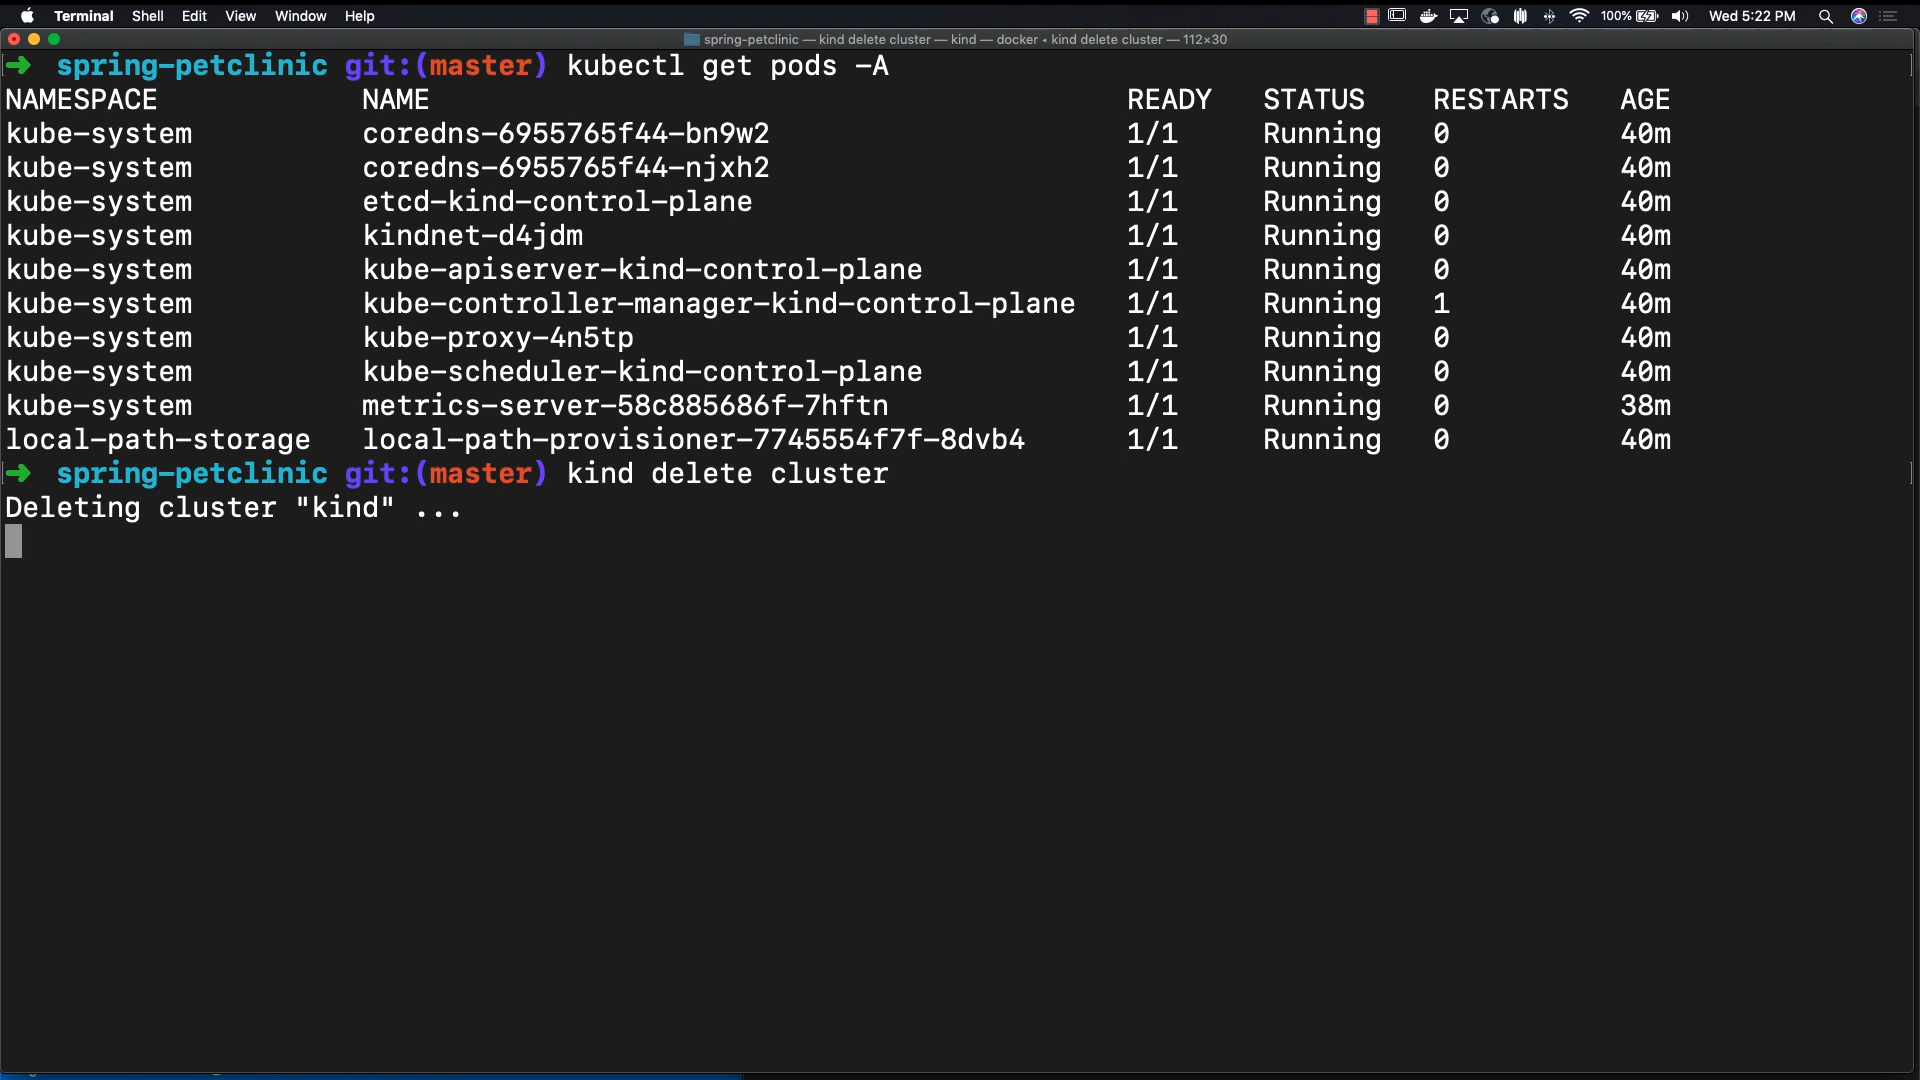 Terminal Shell Edit View Window Help 100% Wed 5:22 PM
spring-petclinic — kind delete cluster — kind — docker • kind delete cluster — 112×30
➜ spring-petclinic git:(master) kubectl get pods -A
NAMESPACE NAME READY STATUS RESTARTS AGE
kube-system coredns-6955765f44-bn9w2 1/1 Running 0 40m
kube-system coredns-6955765f44-njxh2 1/1 Running 0 40m
kube-system etcd-kind-control-plane 1/1 Running 0 40m
kube-system kindnet-d4jdm 1/1 Running 0 40m
kube-system kube-apiserver-kind-control-plane 1/1 Running 0 40m
kube-system kube-controller-manager-kind-control-plane 1/1 Running 1 40m
kube-system kube-proxy-4n5tp 1/1 Running 0 40m
kube-system kube-scheduler-kind-control-plane 1/1 Running 0 40m
kube-system metrics-server-58c885686f-7hftn 1/1 Running 0 38m
local-path-storage local-path-provisioner-7745554f7f-8dvb4 1/1 Running 0 40m
➜ spring-petclinic git:(master) kind delete cluster
Deleting cluster "kind" ...